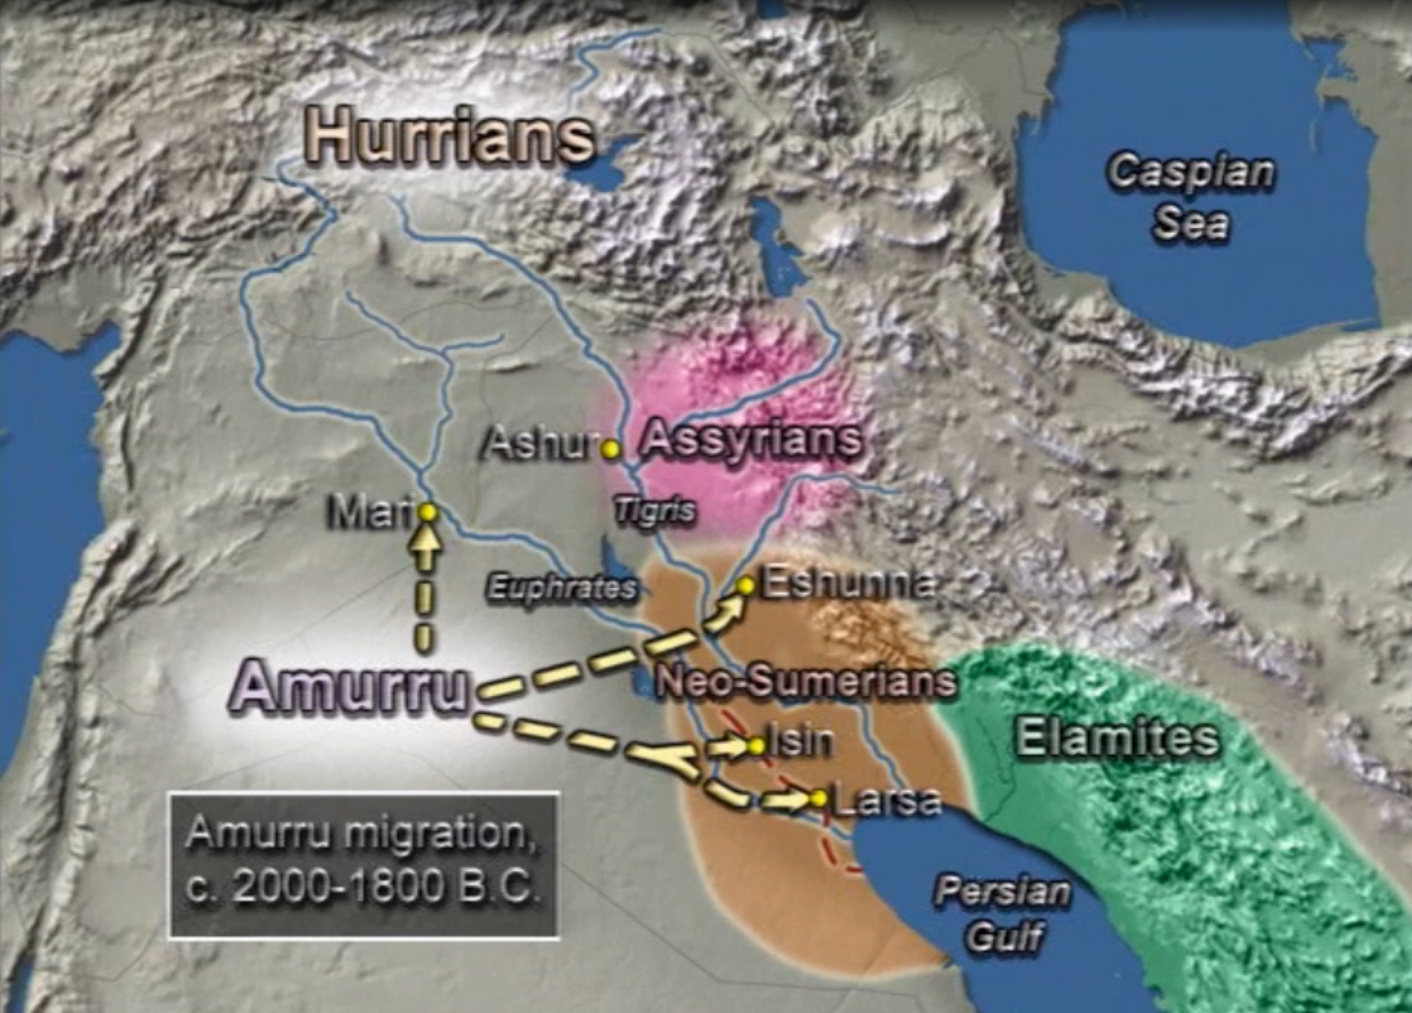 Hurrians
Caspian
Sea
Ashur
Assyrians
Mari
Tigris
Euphrates
Eshunna
Amurru
Neo-Sumerians
Isin
Elamites
Larsa
Amurru migration,
c. 2000-1800 B.C.
Persian
Gulf